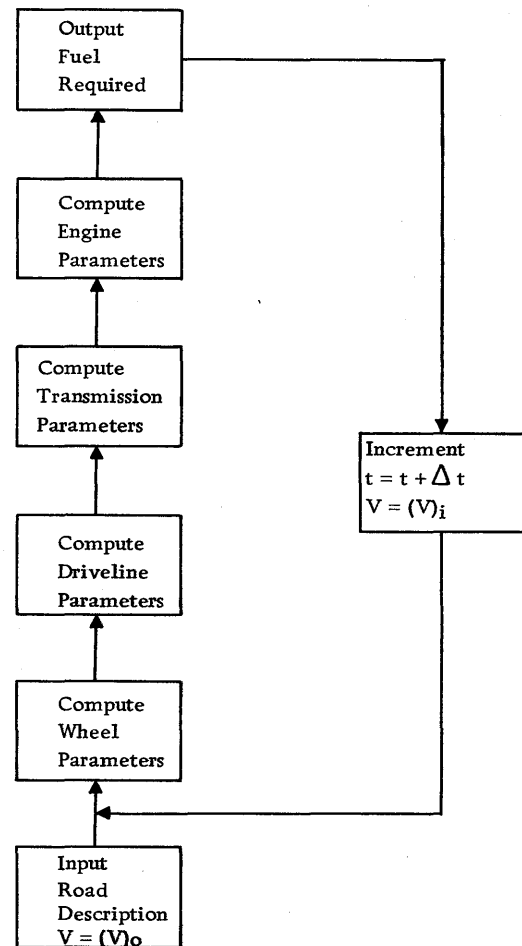 Output
Fuel
Required
Compute
Engine
Parameters
Compute
Transmission
Parameters
Increment
t = t + Δ t
V = (V)i
Compute
Driveline
Parameters
Compute
Wheel
Parameters
Input
Road
Description
V = (V)o